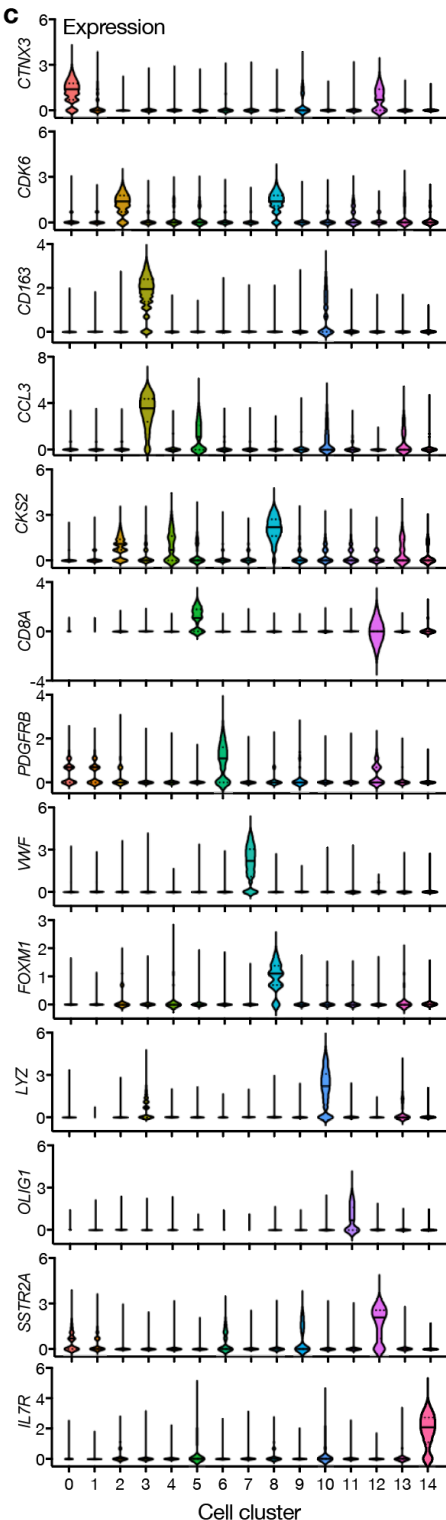 c
Expression
6
3
0
CTNX3
6
3
0
CDK6
4
2
0
CD163
8
4
0
CCL3
6
3
0
CKS2
4
0
-4
CD8A
4
2
0
PDGFRB
6
3
0
VWF
3
2
1
0
FOXM1
6
3
0
LYZ
6
3
0
OLIG1
6
3
0
SSTR2A
6
4
2
0
IL7R
0 1 2 3 4 5 6 7 8 9 10 11 12 13 14
Cell cluster